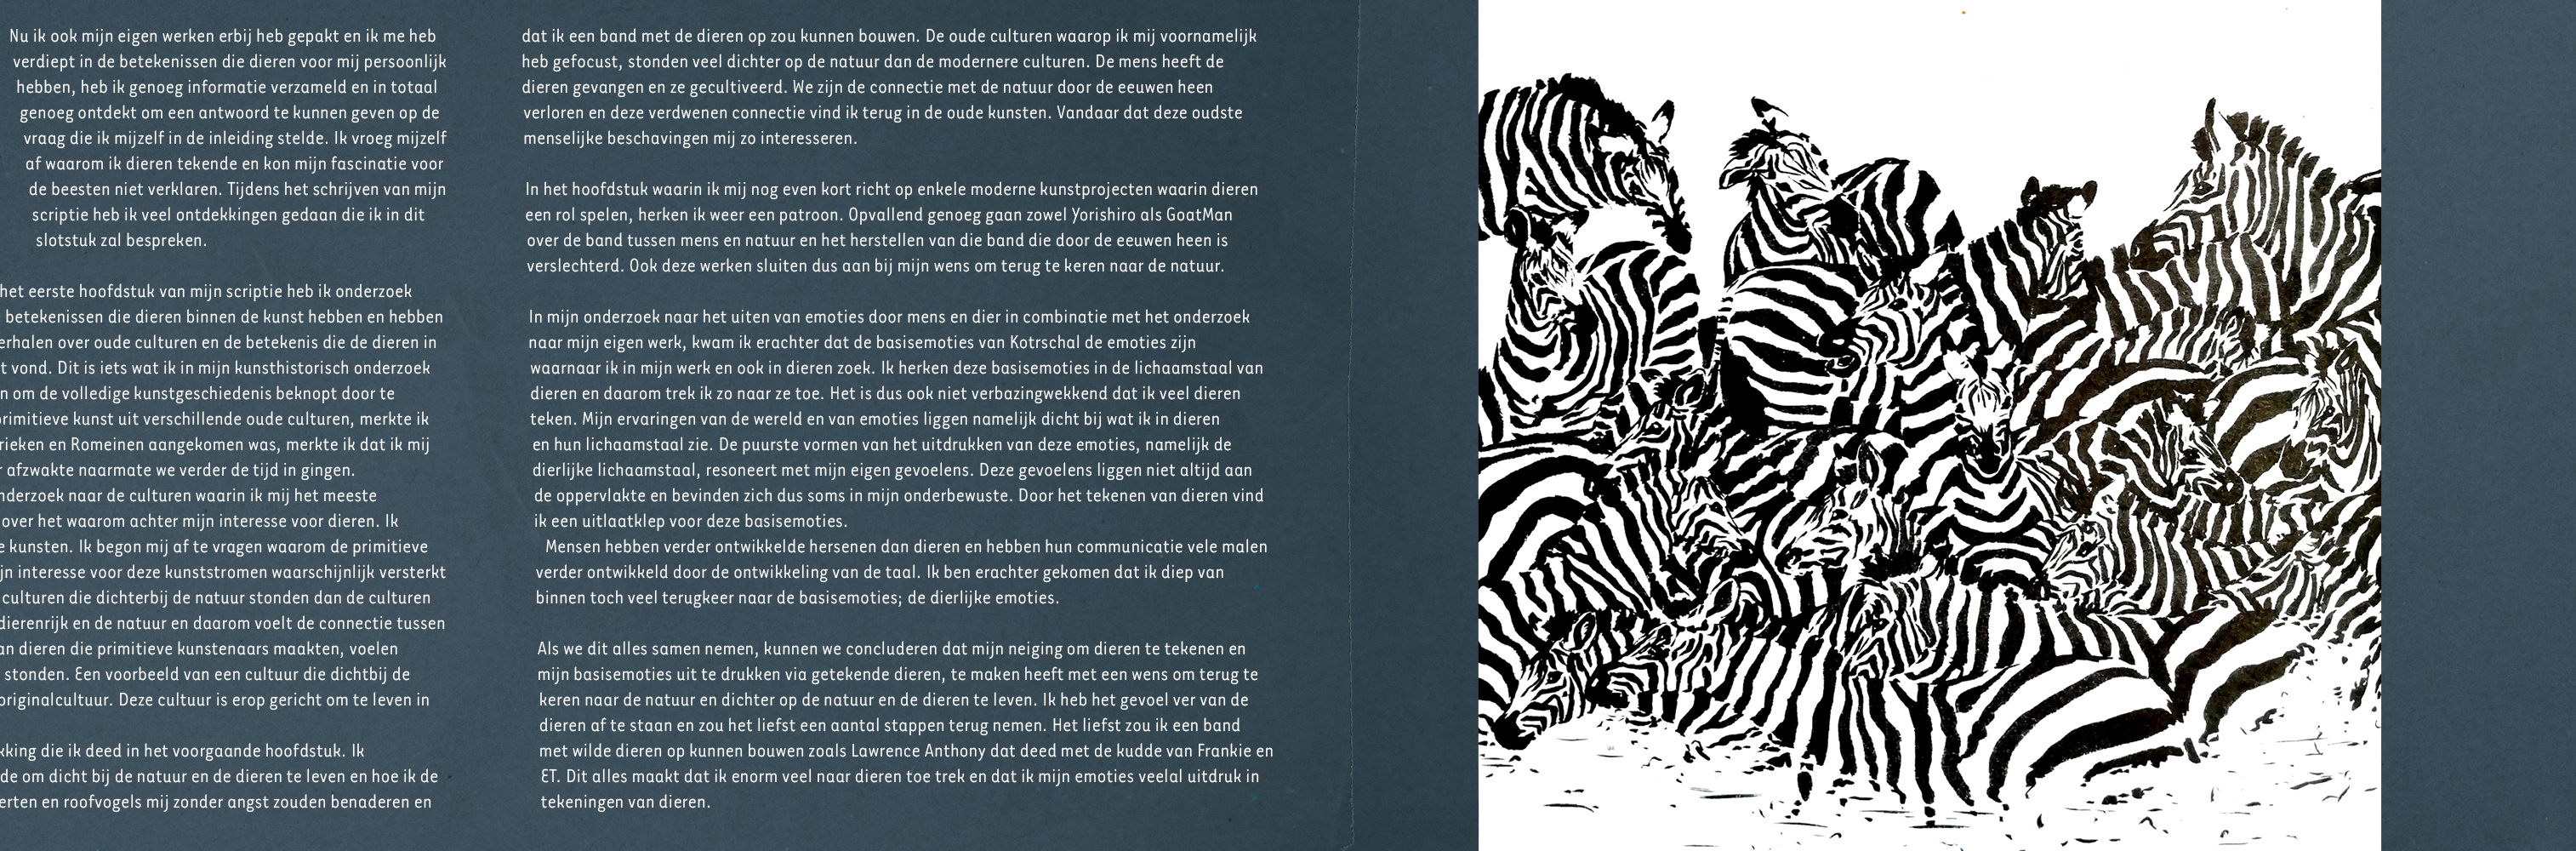 Nu ik ook mijn eigen werken erbij heb gepakt en ik me heb
verdiept in de betekenissen die dieren voor mij persoonlijk
hebben, heb ik genoeg informatie verzameld en in totaal
genoeg ontdekt om een antwoord te kunnen geven op de
vraag die ik mijzelf in de inleiding stelde. Ik vroeg mijzelf
af waarom ik dieren tekende en kon mijn fascinatie voor
de beesten niet verklaren. Tijdens het schrijven van mijn
scriptie heb ik veel ontdekkingen gedaan die ik in dit
slotstuk zal bespreken.
het eerste hoofdstuk van mijn scriptie heb ik onderzoek
betekenissen die dieren binnen de kunst hebben en hebben
erhalen over oude culturen en de betekenis die de dieren in
t vond. Dit is iets wat ik in mijn kunsthistorisch onderzoek
n om de volledige kunstgeschiedenis beknopt door te
primitieve kunst uit verschillende oude culturen, merkte ik
rieken en Romeinen aangekomen was, merkte ik dat ik mij
r afzwakte naarmate we verder de tijd in gingen.
nderzoek naar de culturen waarin ik mij het meeste
over het waarom achter mijn interesse voor dieren. Ik
e kunsten. Ik begon mij af te vragen waarom de primitieve
jn interesse voor deze kunststromen waarschijnlijk versterkt
culturen die dichterbij de natuur stonden dan de culturen
dierenrijk en de natuur en daarom voelt de connectie tussen
an dieren die primitieve kunstenaars maakten, voelen
stonden. Een voorbeeld van een cultuur die dichtbij de
originalcultuur. Deze cultuur is erop gericht om te leven in
kking die ik deed in het voorgaande hoofdstuk. Ik
de om dicht bij de natuur en de dieren te leven en hoe ik de
erten en roofvogels mij zonder angst zouden benaderen en
dat ik een band met de dieren op zou kunnen bouwen. De oude culturen waarop ik mij voornamelijk
heb gefocust, stonden veel dichter op de natuur dan de modernere culturen. De mens heeft de
dieren gevangen en ze gecultiveerd. We zijn de connectie met de natuur door de eeuwen heen
verloren en deze verdwenen connectie vind ik terug in de oude kunsten. Vandaar dat deze oudste
menselijke beschavingen mij zo interesseren.
In het hoofdstuk waarin ik mij nog even kort richt op enkele moderne kunstprojecten waarin dieren
een rol spelen, herken ik weer een patroon. Opvallend genoeg gaan zowel Yorishiro als GoatMan
over de band tussen mens en natuur en het herstellen van die band die door de eeuwen heen is
verslechterd. Ook deze werken sluiten dus aan bij mijn wens om terug te keren naar de natuur.
In mijn onderzoek naar het uiten van emoties door mens en dier in combinatie met het onderzoek
naar mijn eigen werk, kwam ik erachter dat de basisemoties van Kotrschal de emoties zijn
waarnaar ik in mijn werk en ook in dieren zoek. Ik herken deze basisemoties in de lichaamstaal van
dieren en daarom trek ik zo naar ze toe. Het is dus ook niet verbazingwekkend dat ik veel dieren
teken. Mijn ervaringen van de wereld en van emoties liggen namelijk dicht bij wat ik in dieren
en hun lichaamstaal zie. De puurste vormen van het uitdrukken van deze emoties, namelijk de
dierlijke lichaamstaal, resoneert met mijn eigen gevoelens. Deze gevoelens liggen niet altijd aan
de oppervlakte en bevinden zich dus soms in mijn onderbewuste. Door het tekenen van dieren vind
ik een uitlaatklep voor deze basisemoties.
Mensen hebben verder ontwikkelde hersenen dan dieren en hebben hun communicatie vele malen
verder ontwikkeld door de ontwikkeling van de taal. Ik ben erachter gekomen dat ik diep van
binnen toch veel terugkeer naar de basisemoties; de dierlijke emoties.
Als we dit alles samen nemen, kunnen we concluderen dat mijn neiging om dieren te tekenen en
mijn basisemoties uit te drukken via getekende dieren, te maken heeft met een wens om terug te
keren naar de natuur en dichter op de natuur en de dieren te leven. Ik heb het gevoel ver van de
dieren af te staan en zou het liefst een aantal stappen terug nemen. Het liefst zou ik een band
met wilde dieren op kunnen bouwen zoals Lawrence Anthony dat deed met de kudde van Frankie en
ET. Dit alles maakt dat ik enorm veel naar dieren toe trek en dat ik mijn emoties veelal uitdruk in
tekeningen van dieren.